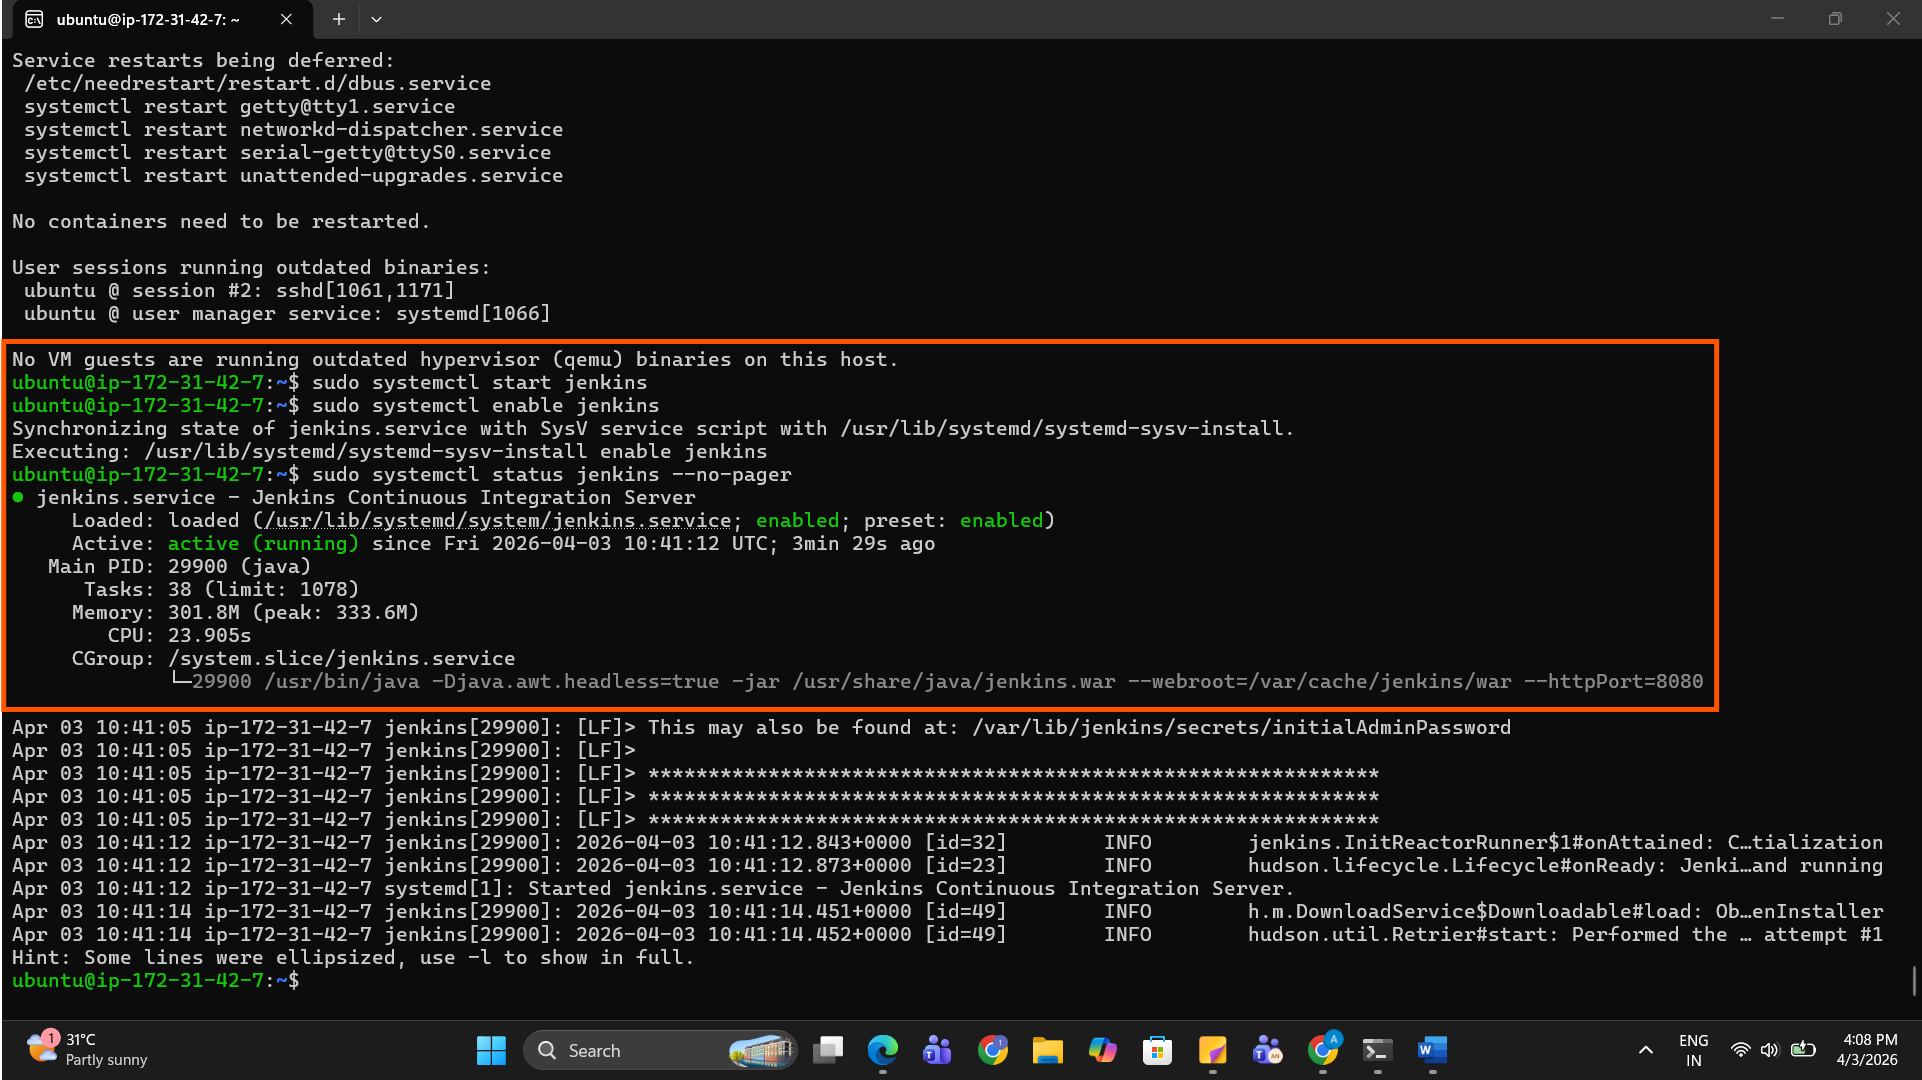 ubuntu@ip-172-31-42-7: ~
Service restarts being deferred:
/etc/needrestart/restart.d/dbus.service
systemctl restart getty@tty1.service
systemctl restart networkd-dispatcher.service
systemctl restart serial-getty@ttyS0.service
systemctl restart unattended-upgrades.service
No containers need to be restarted.
User sessions running outdated binaries:
ubuntu @ session #2: sshd[1061,1171]
ubuntu @ user manager service: systemd[1066]
No VM guests are running outdated hypervisor (qemu) binaries on this host.
ubuntu@ip-172-31-42-7:~$ sudo systemctl start jenkins
ubuntu@ip-172-31-42-7:~$ sudo systemctl enable jenkins
Synchronizing state of jenkins.service with SysV service script with /usr/lib/systemd/systemd-sysv-install.
Executing: /usr/lib/systemd/systemd-sysv-install enable jenkins
ubuntu@ip-172-31-42-7:~$ sudo systemctl status jenkins --no-pager
● jenkins.service - Jenkins Continuous Integration Server
Loaded: loaded (/usr/lib/systemd/system/jenkins.service; enabled; preset: enabled)
Active: active (running) since Fri 2026-04-03 10:41:12 UTC; 3min 29s ago
Main PID: 29900 (java)
Tasks: 38 (limit: 1078)
Memory: 301.8M (peak: 333.6M)
CPU: 23.905s
CGroup: /system.slice/jenkins.service
└─29900 /usr/bin/java -Djava.awt.headless=true -jar /usr/share/java/jenkins.war --webroot=/var/cache/jenkins/war --httpPort=8080
Apr 03 10:41:05 ip-172-31-42-7 jenkins[29900]: [LF]> This may also be found at: /var/lib/jenkins/secrets/initialAdminPassword
Apr 03 10:41:05 ip-172-31-42-7 jenkins[29900]: [LF]>
Apr 03 10:41:05 ip-172-31-42-7 jenkins[29900]: [LF]> *************************************************************
Apr 03 10:41:05 ip-172-31-42-7 jenkins[29900]: [LF]> *************************************************************
Apr 03 10:41:05 ip-172-31-42-7 jenkins[29900]: [LF]> *************************************************************
Apr 03 10:41:12 ip-172-31-42-7 jenkins[29900]: 2026-04-03 10:41:12.843+0000 [id=32] INFO jenkins.InitReactorRunner$1#onAttained: C…tialization
Apr 03 10:41:12 ip-172-31-42-7 jenkins[29900]: 2026-04-03 10:41:12.873+0000 [id=23] INFO hudson.lifecycle.Lifecycle#onReady: Jenki…and running
Apr 03 10:41:12 ip-172-31-42-7 systemd[1]: Started jenkins.service - Jenkins Continuous Integration Server.
Apr 03 10:41:14 ip-172-31-42-7 jenkins[29900]: 2026-04-03 10:41:14.451+0000 [id=49] INFO h.m.DownloadService$Downloadable#load: Ob…enInstaller
Apr 03 10:41:14 ip-172-31-42-7 jenkins[29900]: 2026-04-03 10:41:14.452+0000 [id=49] INFO hudson.util.Retrier#start: Performed the … attempt #1
Hint: Some lines were ellipsized, use -l to show in full.
ubuntu@ip-172-31-42-7:~$
1
31°C
Partly sunny
Search
ENG
IN
4:08 PM
4/3/2026